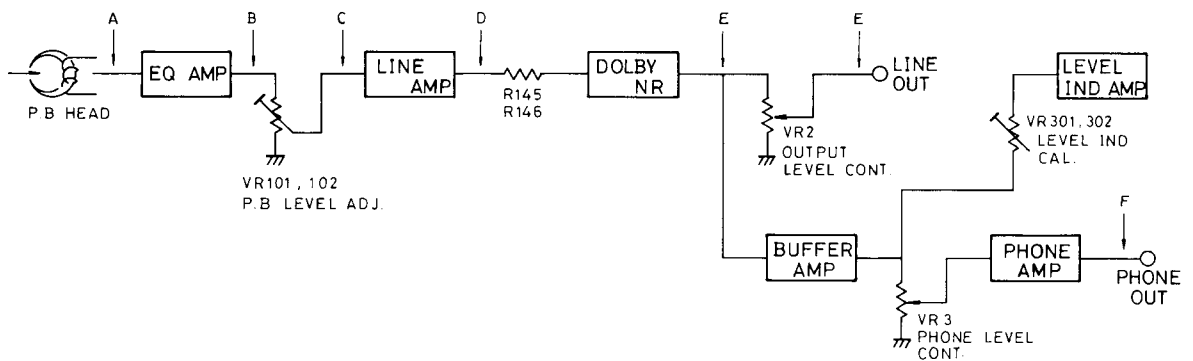 A
B
C
D
E
E
P.B HEAD
EQ AMP
LINE
AMP
R145
R146
DOLBY
NR
LINE
OUT
LEVEL
IND AMP
VR101, 102
P.B LEVEL ADJ.
VR2
OUTPUT
LEVEL CONT.
VR301, 302
LEVEL IND
CAL.
BUFFER
AMP
VR3
PHONE LEVEL
CONT.
PHONE
AMP
F
PHONE
OUT